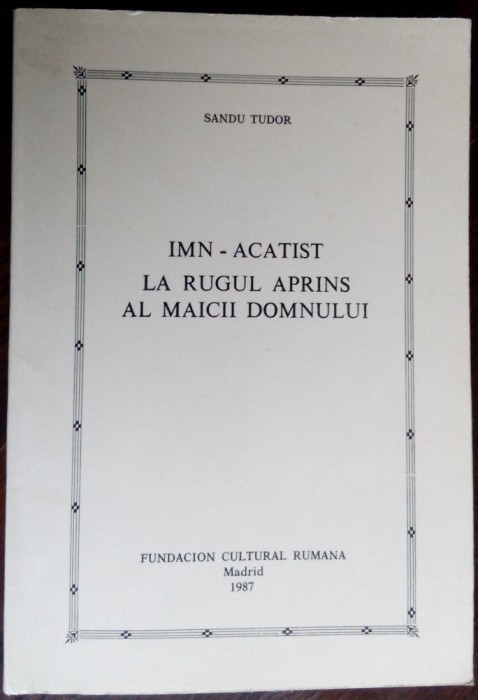 SANDU TUDOR
IMN - ACATIST
LA RUGUL APRINS
AL MAICII DOMNULUI
FUNDACION CULTURAL RUMANA
Madrid
1987